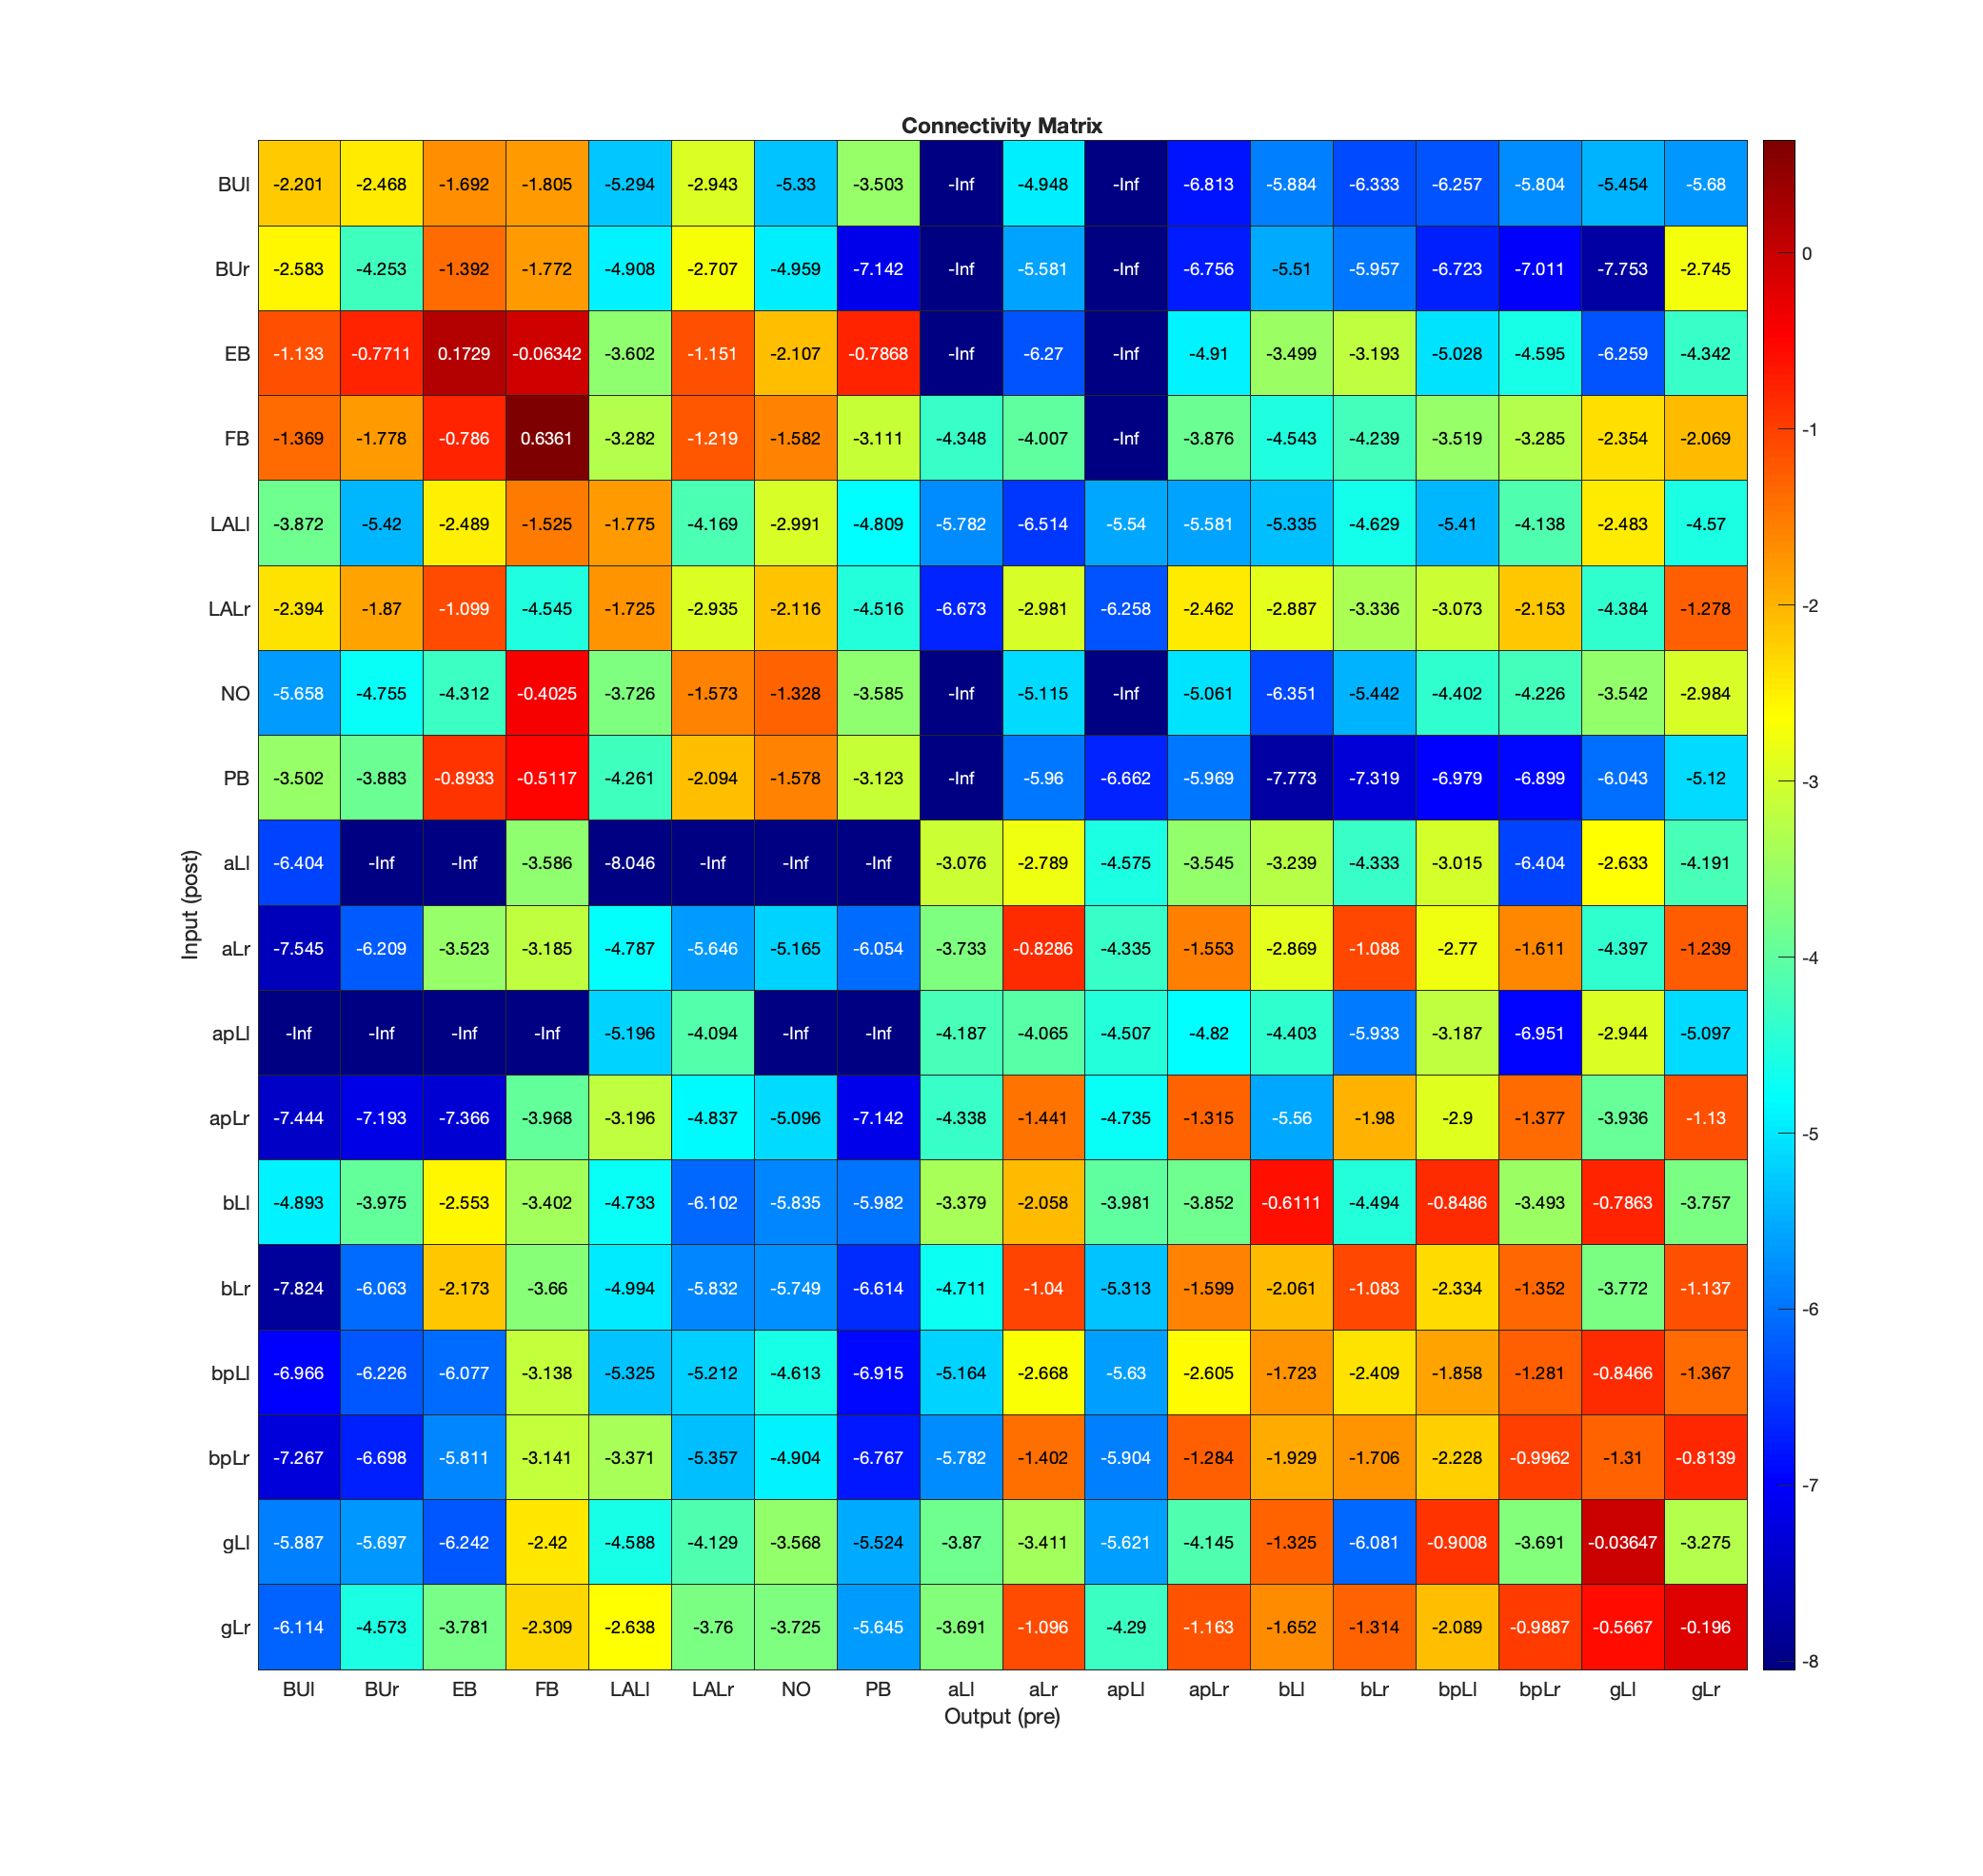 Connectivity Matrix
BUl -2.201 -2.468 -1.692 -1.805 -5.294 -2.943 -5.33 -3.503 -Inf -4.948 -Inf -6.813 -5.884 -6.333 -6.257 -5.804 -5.454 -5.68
BUr -2.583 -4.253 -1.392 -1.772 -4.908 -2.707 -4.959 -7.142 -Inf -5.581 -Inf -6.756 -5.51 -5.957 -6.723 -7.011 -7.753 -2.745
EB -1.133 -0.7711 0.1729 -0.06342 -3.602 -1.151 -2.107 -0.7868 -Inf -6.27 -Inf -4.91 -3.499 -3.193 -5.028 -4.595 -6.259 -4.342
FB -1.369 -1.778 -0.786 0.6361 -3.282 -1.219 -1.582 -3.111 -4.348 -4.007 -Inf -3.876 -4.543 -4.239 -3.519 -3.285 -2.354 -2.069
LALl -3.872 -5.42 -2.489 -1.525 -1.775 -4.169 -2.991 -4.809 -5.782 -6.514 -5.54 -5.581 -5.335 -4.629 -5.41 -4.138 -2.483 -4.57
LALr -2.394 -1.87 -1.099 -4.545 -1.725 -2.935 -2.116 -4.516 -6.673 -2.981 -6.258 -2.462 -2.887 -3.336 -3.073 -2.153 -4.384 -1.278
NO -5.658 -4.755 -4.312 -0.4025 -3.726 -1.573 -1.328 -3.585 -Inf -5.115 -Inf -5.061 -6.351 -5.442 -4.402 -4.226 -3.542 -2.984
PB -3.502 -3.883 -0.8933 -0.5117 -4.261 -2.094 -1.578 -3.123 -Inf -5.96 -6.662 -5.969 -7.773 -7.319 -6.979 -6.899 -6.043 -5.12
aLl -6.404 -Inf -Inf -3.586 -8.046 -Inf -Inf -Inf -3.076 -2.789 -4.575 -3.545 -3.239 -4.333 -3.015 -6.404 -2.633 -4.191
aLr -7.545 -6.209 -3.523 -3.185 -4.787 -5.646 -5.165 -6.054 -3.733 -0.8286 -4.335 -1.553 -2.869 -1.088 -2.77 -1.611 -4.397 -1.239
apLl -Inf -Inf -Inf -Inf -5.196 -4.094 -Inf -Inf -4.187 -4.065 -4.507 -4.82 -4.403 -5.933 -3.187 -6.951 -2.944 -5.097
apLr -7.444 -7.193 -7.366 -3.968 -3.196 -4.837 -5.096 -7.142 -4.338 -1.441 -4.735 -1.315 -5.56 -1.98 -2.9 -1.377 -3.936 -1.13
bLl -4.893 -3.975 -2.553 -3.402 -4.733 -6.102 -5.835 -5.982 -3.379 -2.058 -3.981 -3.852 -0.6111 -4.494 -0.8486 -3.493 -0.7863 -3.757
bLr -7.824 -6.063 -2.173 -3.66 -4.994 -5.832 -5.749 -6.614 -4.711 -1.04 -5.313 -1.599 -2.061 -1.083 -2.334 -1.352 -3.772 -1.137
bpLl -6.966 -6.226 -6.077 -3.138 -5.325 -5.212 -4.613 -6.915 -5.164 -2.668 -5.63 -2.605 -1.723 -2.409 -1.858 -1.281 -0.8466 -1.367
bpLr -7.267 -6.698 -5.811 -3.141 -3.371 -5.357 -4.904 -6.767 -5.782 -1.402 -5.904 -1.284 -1.929 -1.706 -2.228 -0.9962 -1.31 -0.8139
gLl -5.887 -5.697 -6.242 -2.42 -4.588 -4.129 -3.568 -5.524 -3.87 -3.411 -5.621 -4.145 -1.325 -6.081 -0.9008 -3.691 -0.03647 -3.275
gLr -6.114 -4.573 -3.781 -2.309 -2.638 -3.76 -3.725 -5.645 -3.691 -1.096 -4.29 -1.163 -1.652 -1.314 -2.089 -0.9887 -0.5667 -0.196
BUl BUr EB FB LALl LALr NO PB aLl aLr apLl apLr bLl bLr bpLl bpLr gLl gLr
Output (pre)
Input (post)
0
-1
-2
-3
-4
-5
-6
-7
-8